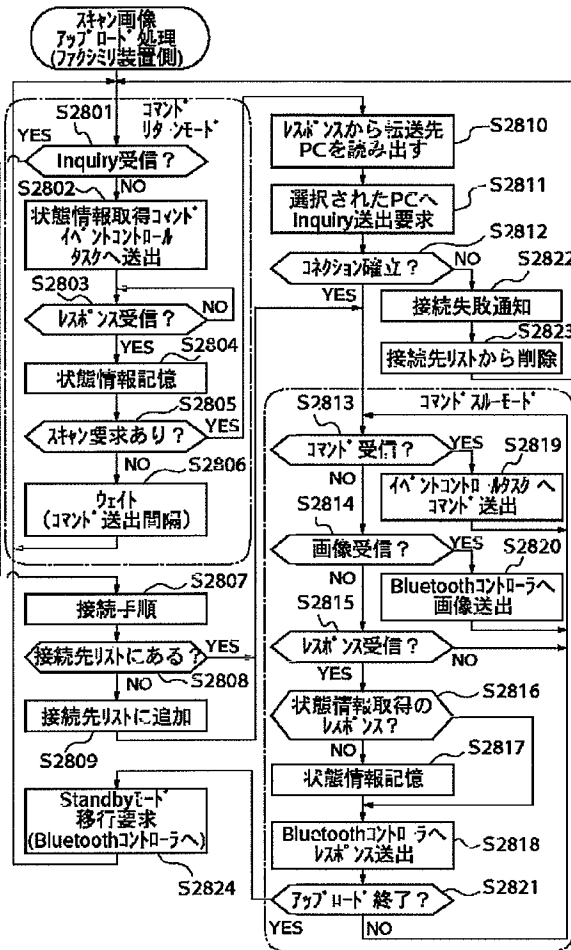 スキャン画像
アップロード処理
(ファクシミリ装置側)
S2801
コマンド
リターンモード
YES
Inquiry受信？
S2802
NO
状態情報取得コマンド
イベントコントロール
タスクへ送出
S2803
NO
レスポンス受信？
YES
S2804
状態情報記憶
S2805
スキャン要求あり？
YES
NO
S2806
ウェイト
(コマンド送出間隔)
S2807
接続手順
接続先リストにある？
YES
NO
S2808
接続先リストに追加
S2809
Standbyモード
移行要求
(Bluetoothコントローラへ)
S2824
レスポンスから転送先
PCを読み出す
S2810
選択されたPCへ
Inquiry送出要求
S2811
S2812
コネクション確立？
NO
YES
S2822
接続失敗通知
S2823
接続先リストから削除
S2813
コマンドスルーモード
コマンド受信？
YES
NO
S2819
イベントコントロールタスクへ
コマンド送出
S2814
画像受信？
YES
NO
S2820
Bluetoothコントローラへ
画像送出
S2815
レスポンス受信？
NO
YES
S2816
状態情報取得の
レスポンス？
NO
S2817
状態情報記憶
Bluetoothコントローラへ
レスポンス送出
S2818
S2821
アップロード終了？
YES
NO